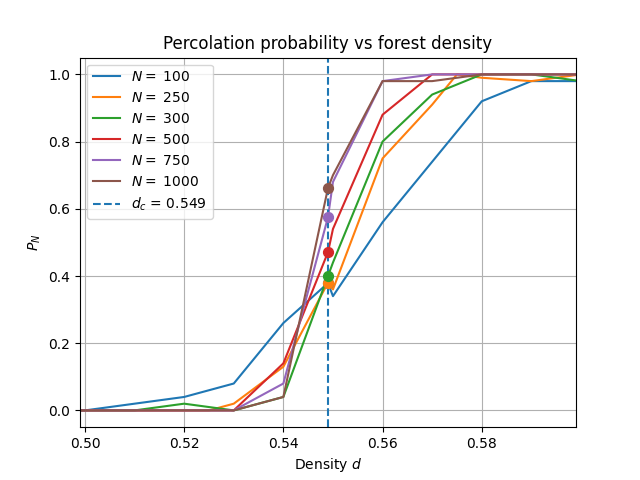 Percolation probability vs forest density
N = 100
N = 250
N = 300
N = 500
N = 750
N = 1000
d_c = 0.549
1.0
0.8
0.6
0.4
0.2
0.0
P_N
0.50 0.52 0.54 0.56 0.58
Density d